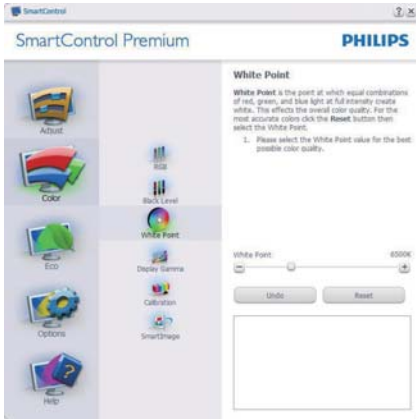 SmartControl
SmartControl Premium
PHILIPS
Adjust
Color
Eco
Options
Help
RGB
Black Level
White Point
Display Gamma
Calibration
SmartImage
White Point
White Point is the point at which equal combinations
of red, green, and blue light at full intensity create
white. This effects the overall color quality. For the
most accurate colors click the Reset button then
select the White Point.
1. Please select the White Point value for the best
possible color quality.
White Point
6500K
Undo
Reset